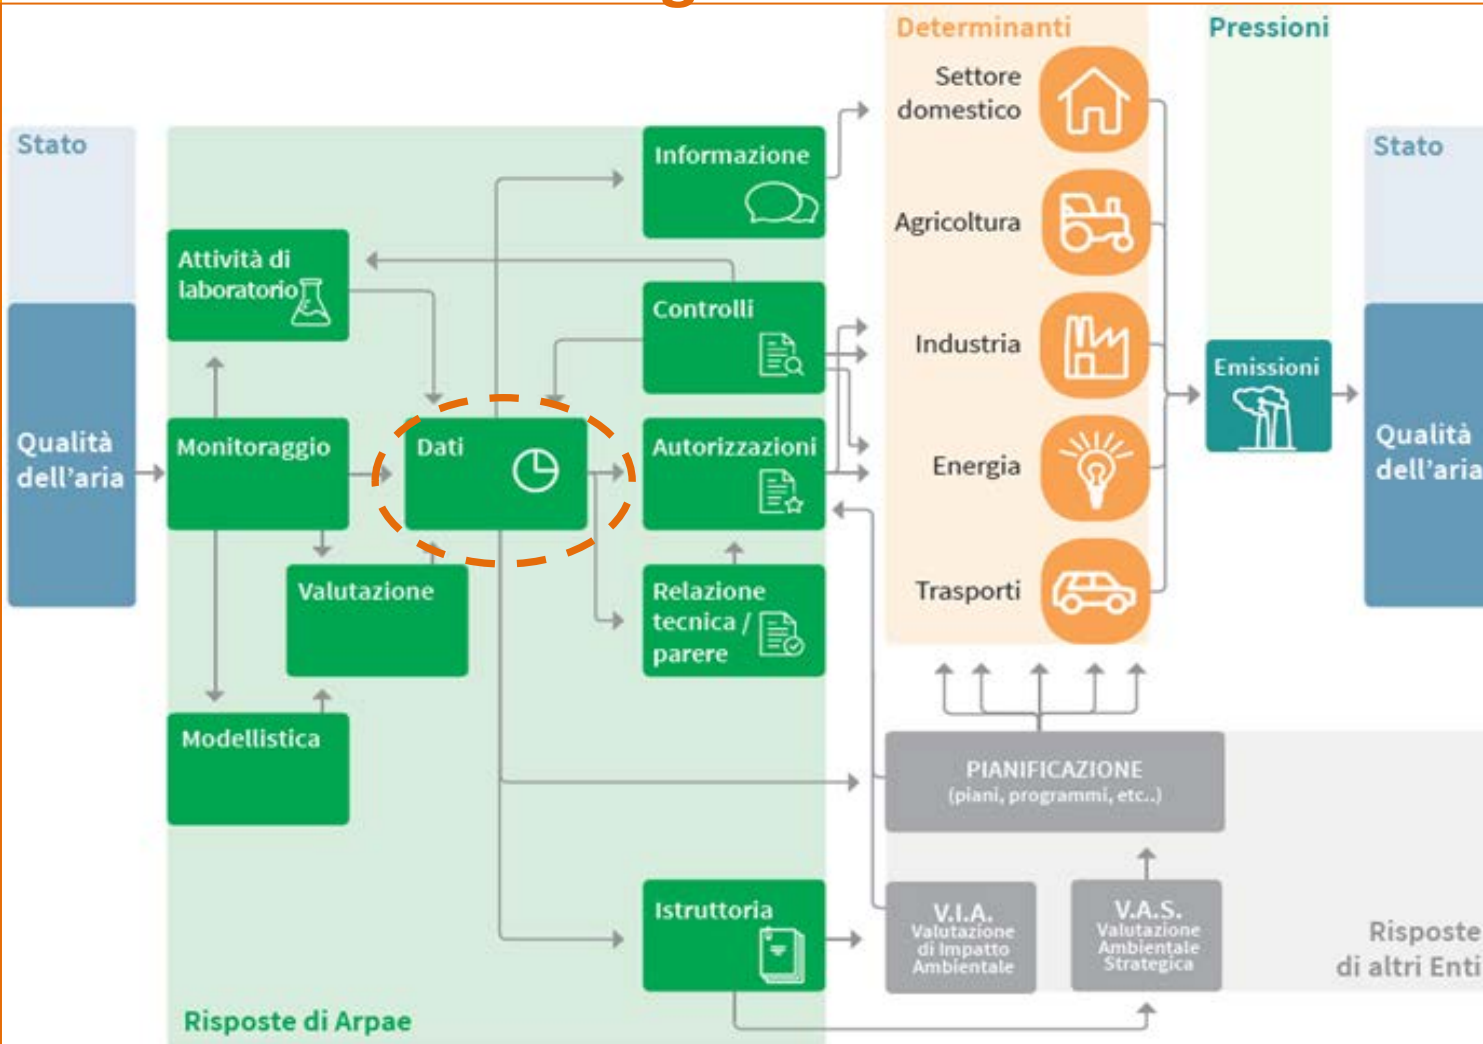 Determinanti
Pressioni
Settore
domestico
Stato
Informazione
Stato
Agricoltura
Attività di
laboratorio
Controlli
Industria
Emissioni
Qualità
dell'aria
Monitoraggio
Dati
Autorizzazioni
Energia
Qualità
dell'aria
Valutazione
Relazione
tecnica /
parere
Trasporti
Modellistica
PIANIFICAZIONE
(piani, programmi, etc..)
Istruttoria
V.I.A.
Valutazione
di Impatto
Ambientale
V.A.S.
Valutazione
Ambientale
Strategica
Risposte
di altri Enti
Risposte di Arpae